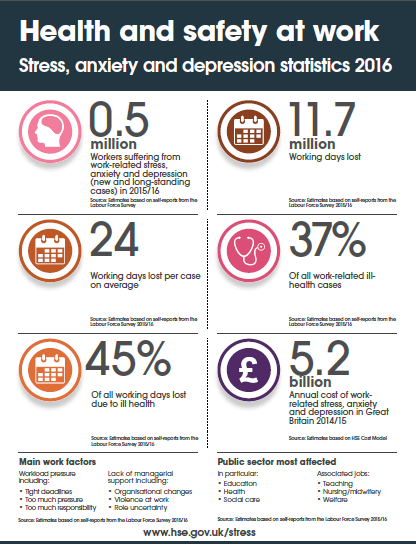 Health and safety at work
Stress, anxiety and depression statistics 2016
0.5
million
Workers suffering from
work-related stress,
anxiety and depression
(new and long-standing
cases) in 2015/16
Source: Estimates based on self-reports from the
Labour Force Survey
11.7
million
Working days lost
Source: Estimates based on self-reports from the
Labour Force Survey 2015/16
24
Working days lost per case
on average
Source: Estimates based on self-reports from the
Labour Force Survey 2015/16
37%
Of all work-related ill-
health cases
Source: Estimates based on self-reports from the
Labour Force Survey 2015/16
45%
Of all working days lost
due to ill health
Source: Estimates based on self-reports from the
Labour Force Survey 2015/16
£
5.2
billion
Annual cost of work-
related stress, anxiety
and depression in Great
Britain 2014/15
Source: Estimates based on HSE Cost Model
Main work factors
Workload pressure
including:
• Tight deadlines
• Too much pressure
• Too much responsibility
Lack of managerial
support including:
• Organisational changes
• Violence at work
• Role uncertainty
Source: Estimates based on self-reports from the Labour Force Survey 2015/16
Public sector most affected
In particular:
• Education
• Health
• Social care
Associated jobs:
• Teaching
• Nursing/midwifery
• Welfare
Source: Estimates based on self-reports from the Labour Force Survey 2015/16
www.hse.gov.uk/stress